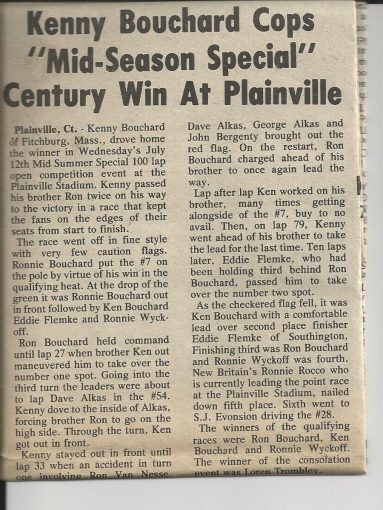 Kenny Bouchard Cops
"Mid-Season Special"
Century Win At Plainville
Plainville, Ct. - Kenny Bouchard
of Fitchburg, Mass., drove home
the winner in Wednesday's July
12th Mid Summer Special 100 lap
open competition event at the
Plainville Stadium. Kenny passed
his brother Ron twice on his way
to the victory in a race that kept
the fans on the edges of their
seats from start to finish.
The race went off in fine style
with very few caution flags.
Ronnie Bouchard put the #7 on
the pole by virtue of his win in the
qualifying heat. At the drop of the
green it was Ronnie Bouchard out
in front followed by Ken Bouchard
Eddie Flemke and Ronnie Wyck-
off.
Ron Bouchard held command
until lap 27 when brother Ken out
maneuvered him to take over the
number one spot. Going into the
third turn the leaders were about
to lap Dave Alkas in the #54.
Kenny dove to the inside of Alkas,
forcing brother Ron to go on the
high side. Through the turn, Ken
got out in front.
Kenny stayed out in front until
lap 33 when an accident in turn
one involving Ron Van Nesse,
Dave Alkas, George Alkas and
John Bergenty brought out the
red flag. On the restart, Ron
Bouchard charged ahead of his
brother to once again lead the
way.
Lap after lap Ken worked on his
brother, many times getting
alongside of the #7, buy to no
avail. Then, on lap 79, Kenny
went ahead of his brother to take
the lead for the last time. Ten laps
later, Eddie Flemke, who had
been holding third behind Ron
Bouchard, passed him to take
over the number two spot.
As the checkered flag fell, it was
Ken Bouchard with a comfortable
lead over second place finisher
Eddie Flemke of Southington.
Finishing third was Ron Bouchard
and Ronnie Wyckoff was fourth.
New Britain's Ronnie Rocco who
is currently leading the point race
at the Plainville Stadium, nailed
down fifth place. Sixth went to
S.J. Evonsion driving the #28.
The winners of the qualifying
races were Ron Bouchard, Ken
Bouchard and Ronnie Wyckoff.
The winner of the consolation
event was Loren Trombley.